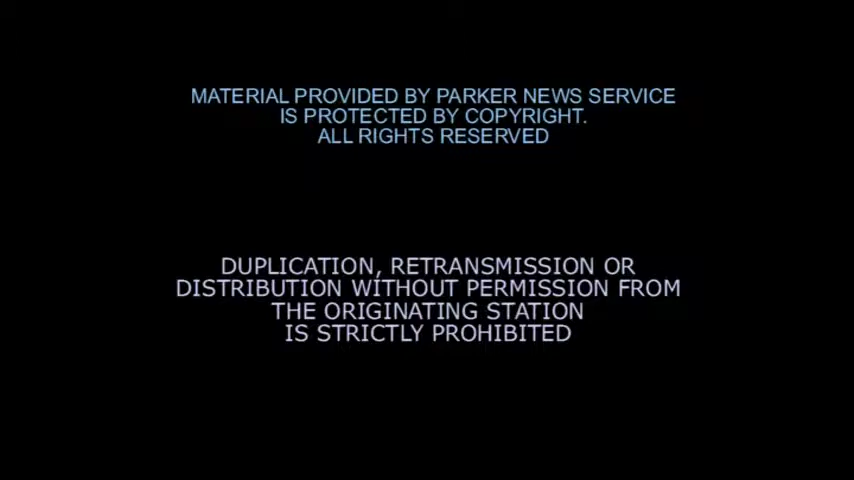 MATERIAL PROVIDED BY PARKER NEWS SERVICE
IS PROTECTED BY COPYRIGHT.
ALL RIGHTS RESERVED
DUPLICATION, RETRANSMISSION OR
DISTRIBUTION WITHOUT PERMISSION FROM
THE ORIGINATING STATION
IS STRICTLY PROHIBITED